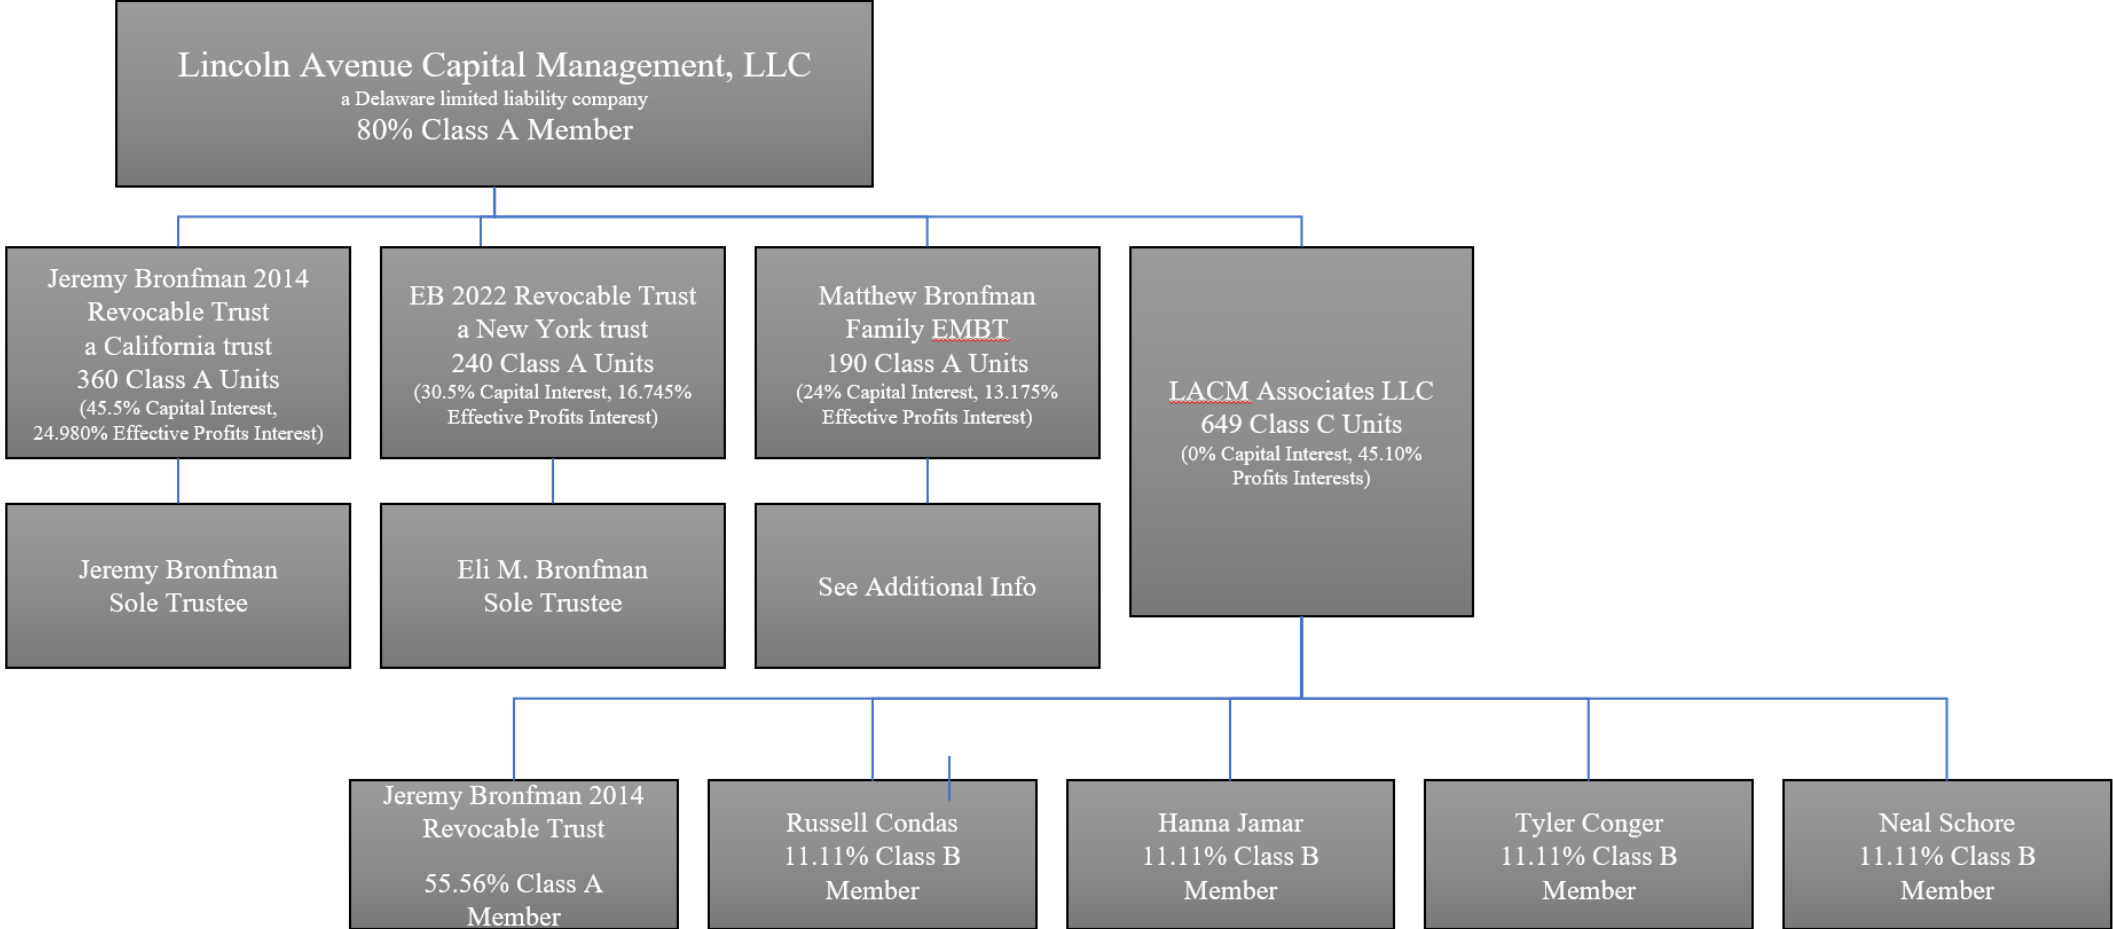 Lincoln Avenue Capital Management, LLC
a Delaware limited liability company
80% Class A Member
Jeremy Bronfman 2014
Revocable Trust
a California trust
360 Class A Units
(45.5% Capital Interest,
24.980% Effective Profits Interest)
EB 2022 Revocable Trust
a New York trust
240 Class A Units
(30.5% Capital Interest, 16.745%
Effective Profits Interest)
Matthew Bronfman
Family EMBT
190 Class A Units
(24% Capital Interest, 13.175%
Effective Profits Interest)
LACM Associates LLC
649 Class C Units
(0% Capital Interest, 45.10%
Profits Interests)
Jeremy Bronfman
Sole Trustee
Eli M. Bronfman
Sole Trustee
See Additional Info
Jeremy Bronfman 2014
Revocable Trust
55.56% Class A
Member
Russell Condas
11.11% Class B
Member
Hanna Jamar
11.11% Class B
Member
Tyler Conger
11.11% Class B
Member
Neal Schore
11.11% Class B
Member